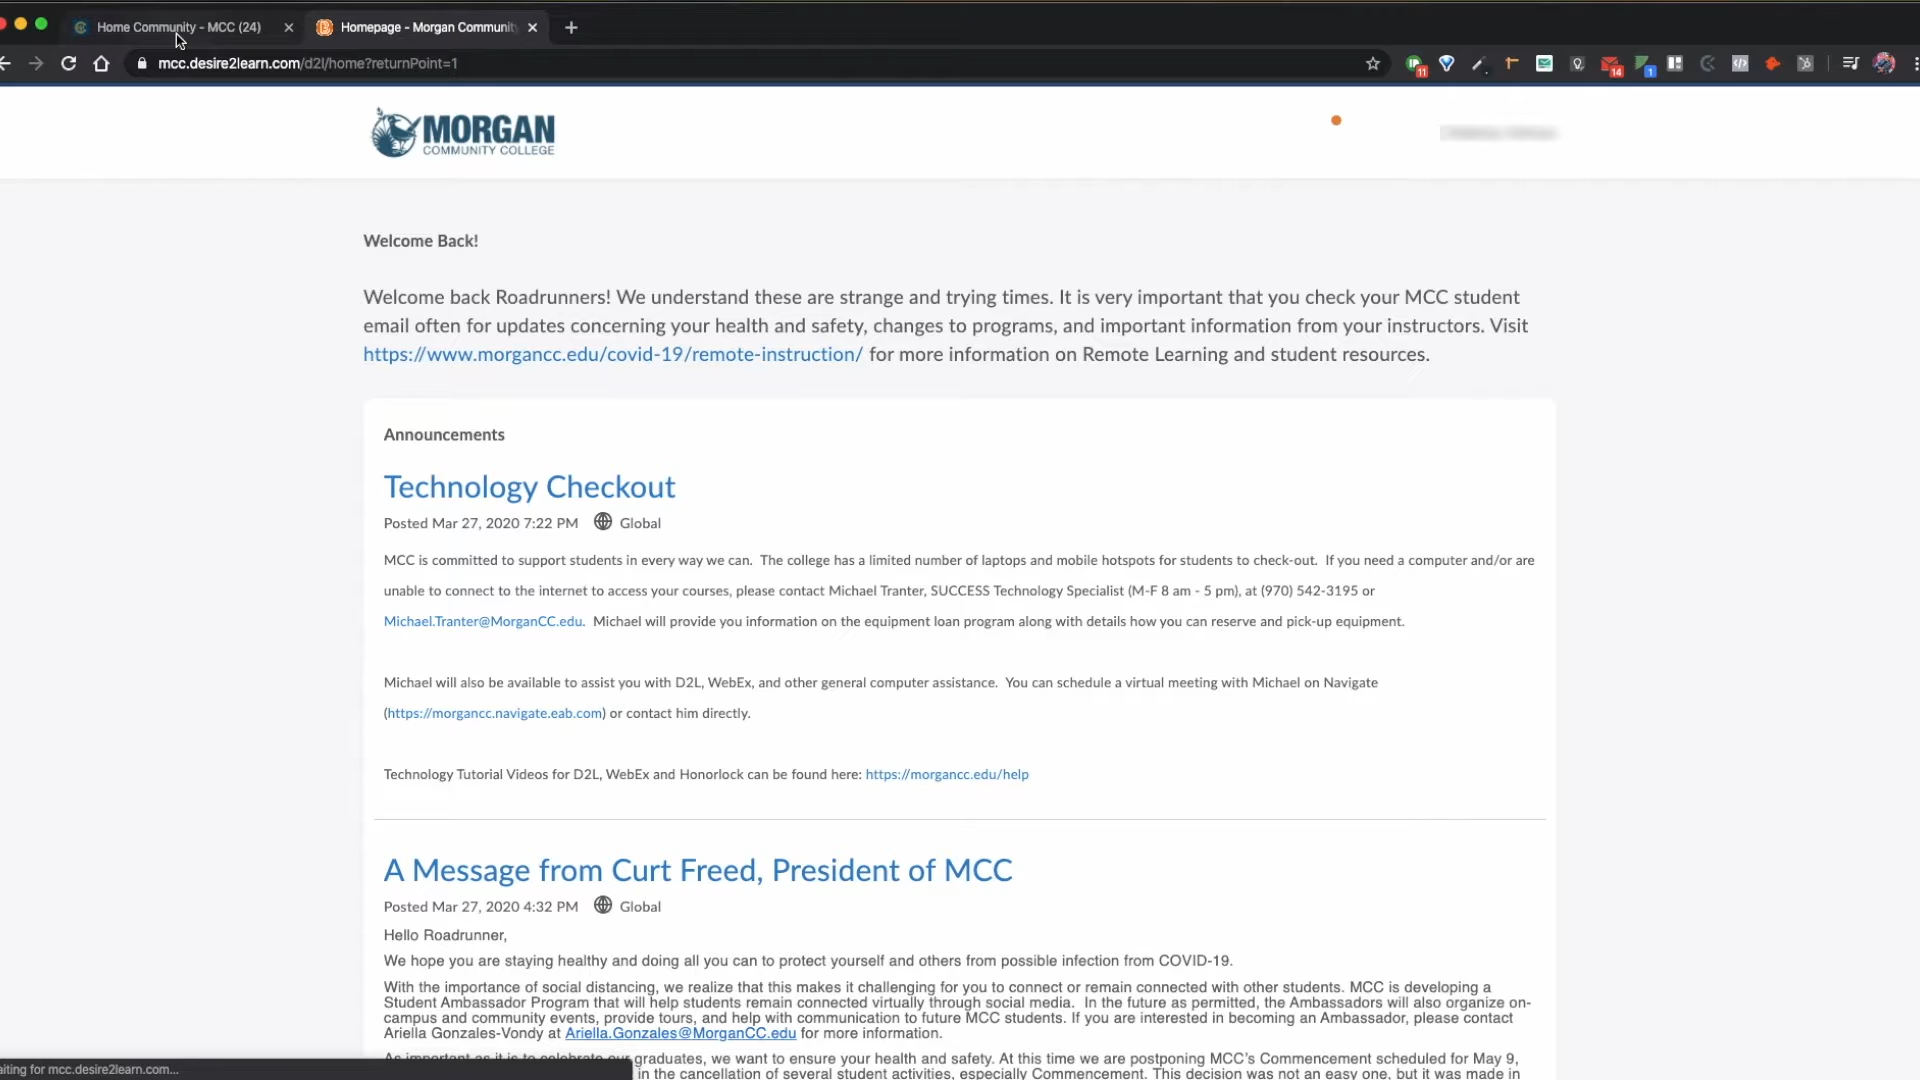 Home Community - MCC (24)
Homepage - Morgan Communit
mcc.desire2learn.com/d2l/home?returnPoint=1
11
14
1
MORGAN
COMMUNITY COLLEGE
Welcome Back!
Welcome back Roadrunners! We understand these are strange and trying times. It is very important that you check your MCC student
email often for updates concerning your health and safety, changes to programs, and important information from your instructors. Visit
https://www.morgancc.edu/covid-19/remote-instruction/ for more information on Remote Learning and student resources.
Announcements
Technology Checkout
Posted Mar 27, 2020 7:22 PM Global
MCC is committed to support students in every way we can. The college has a limited number of laptops and mobile hotspots for students to check-out. If you need a computer and/or are
unable to connect to the internet to access your courses, please contact Michael Tranter, SUCCESS Technology Specialist (M-F 8 am - 5 pm), at (970) 542-3195 or
Michael.Tranter@MorganCC.edu. Michael will provide you information on the equipment loan program along with details how you can reserve and pick-up equipment.
Michael will also be available to assist you with D2L, WebEx, and other general computer assistance. You can schedule a virtual meeting with Michael on Navigate
(https://morgancc.navigate.eab.com) or contact him directly.
Technology Tutorial Videos for D2L, WebEx and Honorlock can be found here: https://morgancc.edu/help
A Message from Curt Freed, President of MCC
Posted Mar 27, 2020 4:32 PM Global
Hello Roadrunner,
We hope you are staying healthy and doing all you can to protect yourself and others from possible infection from COVID-19.
With the importance of social distancing, we realize that this makes it challenging for you to connect or remain connected with other students. MCC is developing a
Student Ambassador Program that will help students remain connected virtually through social media. In the future as permitted, the Ambassadors will also organize on-
campus and community events, provide tours, and help with communication to future MCC students. If you are interested in becoming an Ambassador, please contact
Ariella Gonzales-Vondy at Ariella.Gonzales@MorganCC.edu for more information.
As important as it is to celebrate our graduates, we want to ensure your health and safety. At this time we are postponing MCC's Commencement scheduled for May 9,
in the cancellation of several student activities, especially Commencement. This decision was not an easy one, but it was made in
aiting for mcc.desire2learn.com...